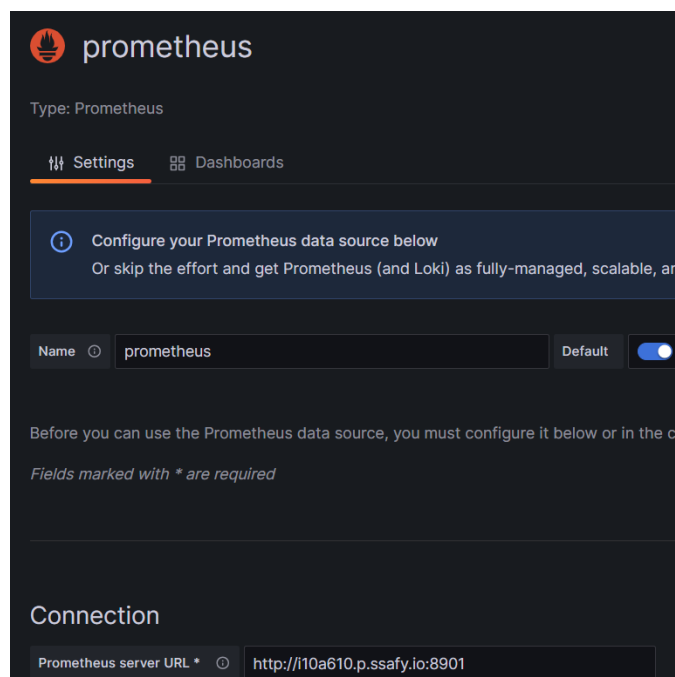 prometheus
Type: Prometheus
Settings Dashboards
Configure your Prometheus data source below
Or skip the effort and get Prometheus (and Loki) as fully-managed, scalable,
Name prometheus Default
Before you can use the Prometheus data source, you must configure it below or in the
Fields marked with * are required
Connection
Prometheus server URL * http://i10a610.p.ssafy.io:8901